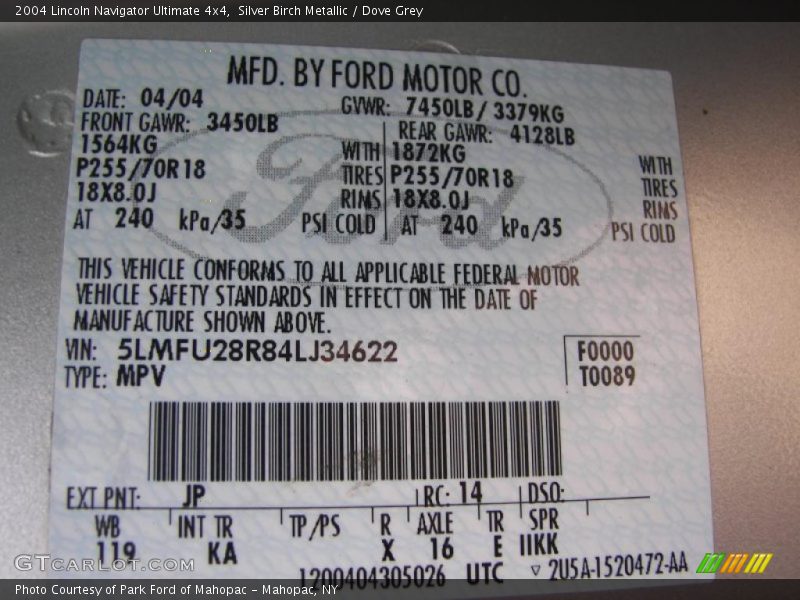 2004 Lincoln Navigator Ultimate 4x4,  Silver Birch Metallic / Dove Grey
MFD. BY FORD MOTOR CO.
DATE: 04/04 GVWR: 7450LB/ 3379KG
FRONT GAWR: 3450LB REAR GAWR: 4128LB
1564KG WITH 1872KG WITH
P255/70R18 TIRES P255/70R18 TIRES
18X8.0J RIMS 18X8.0J RIMS
AT 240 kPa/35 PSI COLD AT 240 kPa/35 PSI COLD
THIS VEHICLE CONFORMS TO ALL APPLICABLE FEDERAL MOTOR
VEHICLE SAFETY STANDARDS IN EFFECT ON THE DATE OF
MANUFACTURE SHOWN ABOVE.
VIN: 5LMFU28R84LJ34622 F0000
TYPE: MPV T0089
EXT PNT: JP RC: 14 DSO:
WB INT TR TP/PS R AXLE TR SPR
119 KA X 16 E IIKK
1200404305026 UTC ▽ 2U5A-1520472-AA
Ford
GTCARLOT.COM
Photo Courtesy of Park Ford of Mahopac - Mahopac, NY